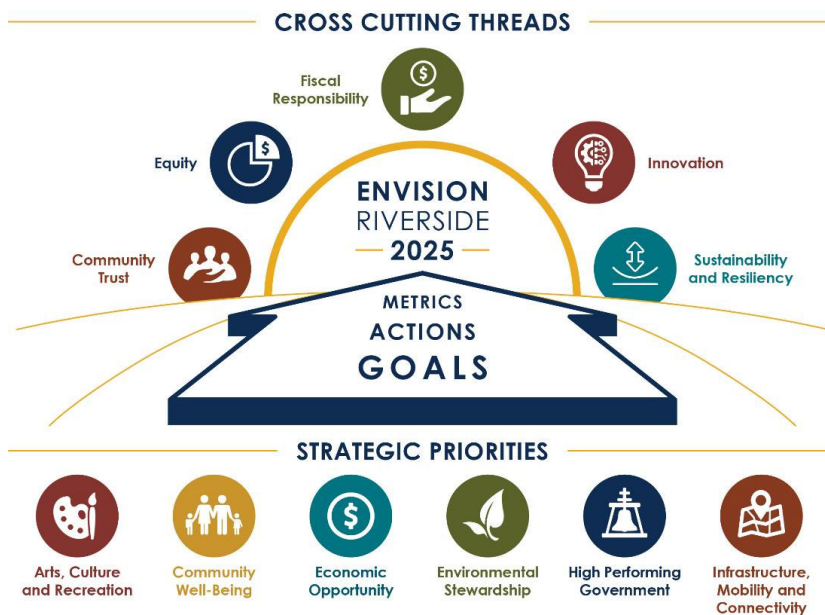 CROSS CUTTING THREADS
Fiscal
Responsibility
$
Equity
$
Innovation
ENVISION
RIVERSIDE
2025
Community
Trust
Sustainability
and Resiliency
METRICS
ACTIONS
GOALS
STRATEGIC PRIORITIES
$
Arts, Culture
and Recreation
Community
Well-Being
Economic
Opportunity
Environmental
Stewardship
High Performing
Government
Infrastructure,
Mobility and
Connectivity